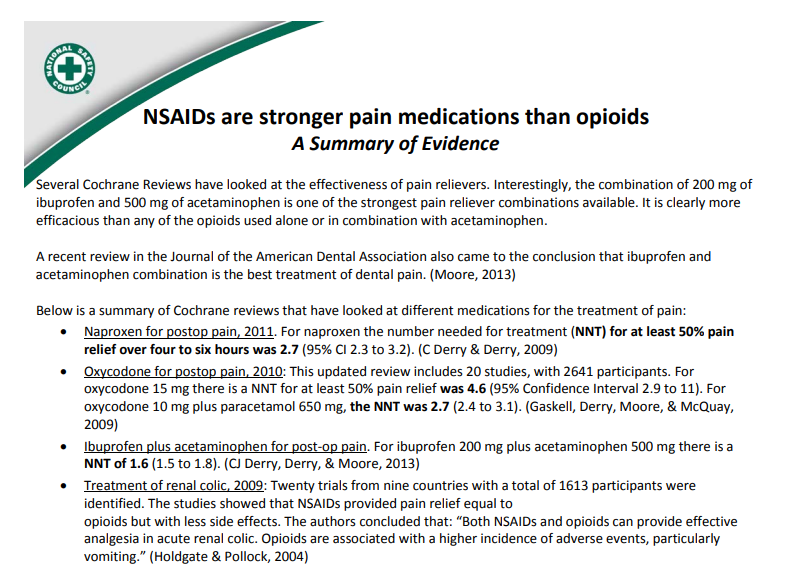 NATIONAL SAFETY COUNCIL ®
NSAIDs are stronger pain medications than opioids
A Summary of Evidence
Several Cochrane Reviews have looked at the effectiveness of pain relievers. Interestingly, the combination of 200 mg of
ibuprofen and 500 mg of acetaminophen is one of the strongest pain reliever combinations available. It is clearly more
efficacious than any of the opioids used alone or in combination with acetaminophen.
A recent review in the Journal of the American Dental Association also came to the conclusion that ibuprofen and
acetaminophen combination is the best treatment of dental pain. (Moore, 2013)
Below is a summary of Cochrane reviews that have looked at different medications for the treatment of pain:
• Naproxen for postop pain, 2011. For naproxen the number needed for treatment (NNT) for at least 50% pain
relief over four to six hours was 2.7 (95% CI 2.3 to 3.2). (C Derry & Derry, 2009)
• Oxycodone for postop pain, 2010: This updated review includes 20 studies, with 2641 participants. For
oxycodone 15 mg there is a NNT for at least 50% pain relief was 4.6 (95% Confidence Interval 2.9 to 11). For
oxycodone 10 mg plus paracetamol 650 mg, the NNT was 2.7 (2.4 to 3.1). (Gaskell, Derry, Moore, & McQuay,
2009)
• Ibuprofen plus acetaminophen for post-op pain. For ibuprofen 200 mg plus acetaminophen 500 mg there is a
NNT of 1.6 (1.5 to 1.8). (CJ Derry, Derry, & Moore, 2013)
• Treatment of renal colic, 2009: Twenty trials from nine countries with a total of 1613 participants were
identified. The studies showed that NSAIDs provided pain relief equal to
opioids but with less side effects. The authors concluded that: “Both NSAIDs and opioids can provide effective
analgesia in acute renal colic. Opioids are associated with a higher incidence of adverse events, particularly
vomiting.” (Holdgate & Pollock, 2004)